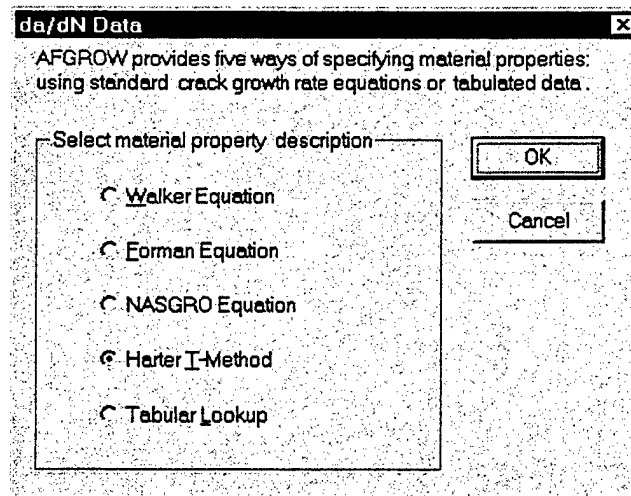 da/dN Data
AFGROW provides five ways of specifying material properties:
using standard crack growth rate equations or tabulated data.
Select material property description
OK
Walker Equation
Cancel
Forman Equation
NASGRO Equation
Harter T-Method
Tabular Lookup